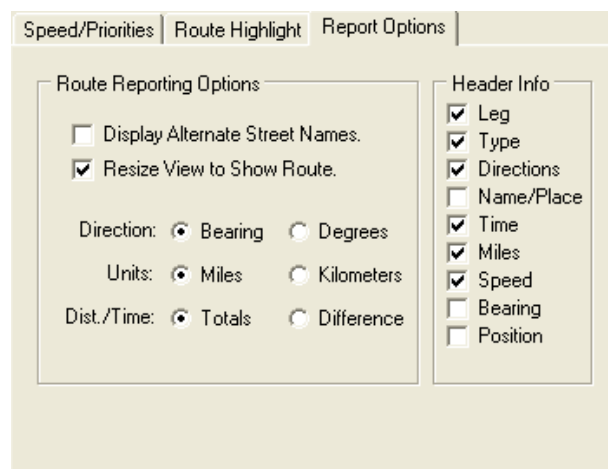 Speed/Priorities Route Highlight Report Options
Route Reporting Options
Display Alternate Street Names.
Resize View to Show Route.
Direction: Bearing Degrees
Units: Miles Kilometers
Dist./Time: Totals Difference
Header Info
Leg
Type
Directions
Name/Place
Time
Miles
Speed
Bearing
Position